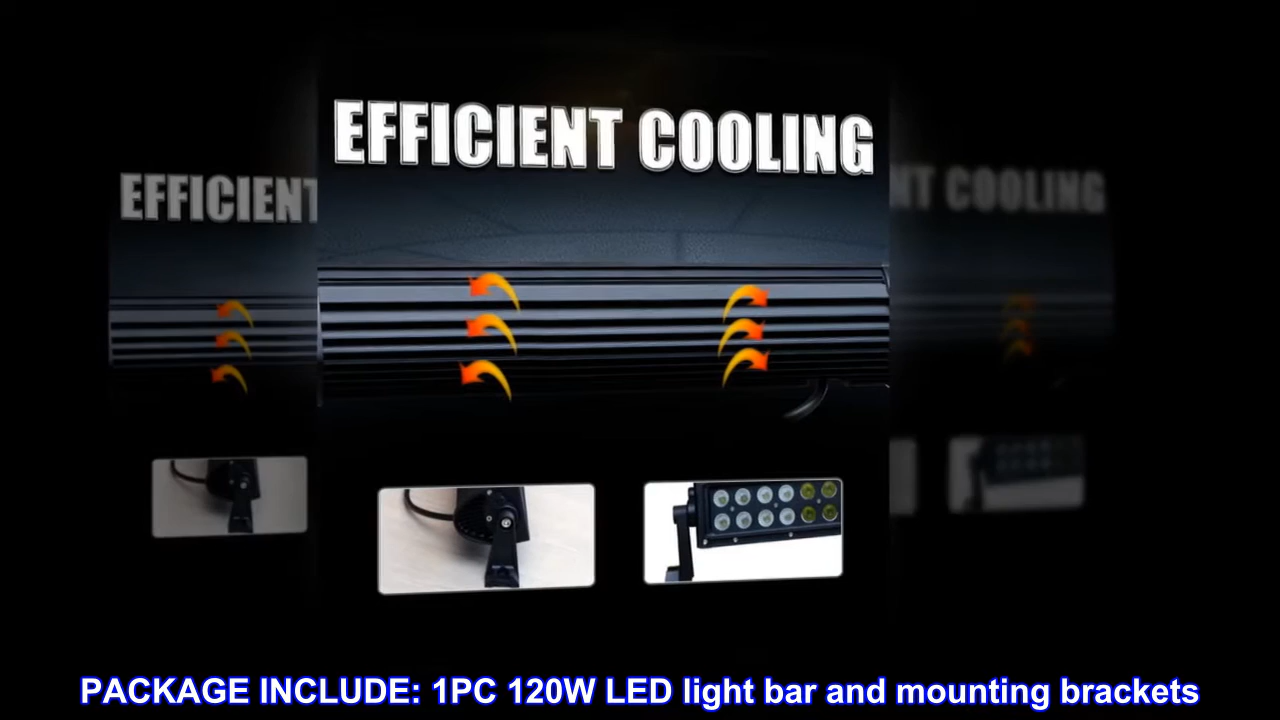 EFFICIENT COOLING
EFFICIENT
NT COOLING
PACKAGE INCLUDE: 1PC 120W LED light bar and mounting brackets